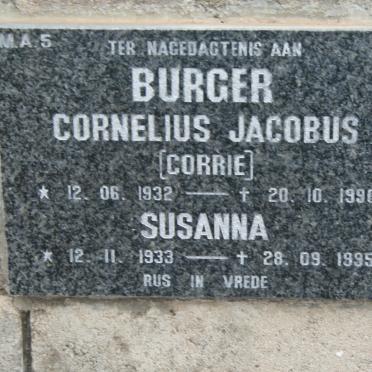 M.A.5
TER NAGEDAGTENIS AAN
BURGER
CORNELIUS JACOBUS
[CORRIE]
* 12. 06. 1932 — † 20. 10. 1990
SUSANNA
* 12. 11. 1933 — † 28. 09. 1995
RUS IN VREDE